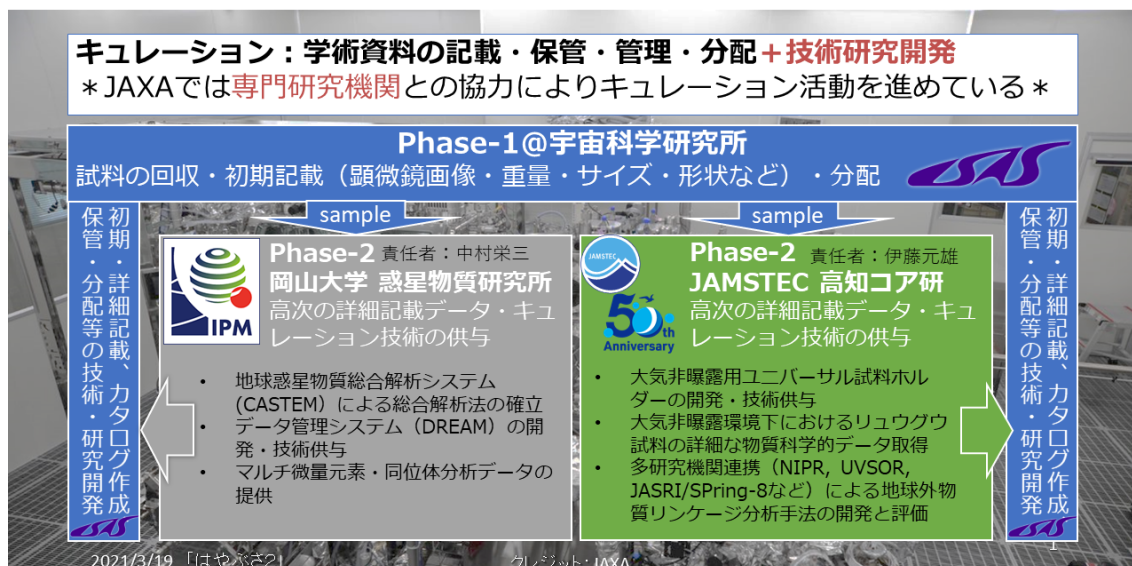 キュレーション：学術資料の記載・保管・管理・分配＋技術研究開発
＊JAXAでは専門研究機関との協力によりキュレーション活動を進めている＊
Phase-1@宇宙科学研究所
試料の回収・初期記載（顕微鏡画像・重量・サイズ・形状など）・分配
ISAS
初期・詳細記載、カタログ作成
保管・分配等の技術・研究開発
ISAS
sample
Phase-2 責任者：中村栄三
岡山大学 惑星物質研究所
高次の詳細記載データ・キュ
レーション技術の供与
IPM
• 地球惑星物質総合解析システム
(CASTEM）による総合解析法の確立
• データ管理システム（DREAM）の開
発・技術供与
• マルチ微量元素・同位体分析データの
提供
sample
JAMSTEC
50th
Anniversary
Phase-2 責任者：伊藤元雄
JAMSTEC 高知コア研
高次の詳細記載データ・キュ
レーション技術の供与
• 大気非曝露用ユニバーサル試料ホル
ダーの開発・技術供与
• 大気非曝露環境下におけるリュウグウ
試料の詳細な物質科学的データ取得
• 多研究機関連携（NIPR, UVSOR,
JASRI/SPring-8など）による地球外物
質リンケージ分析手法の開発と評価
初期・詳細記載、カタログ作成
保管・分配等の技術・研究開発
ISAS
2021/3/19 「はやぶさ2」
クレジット：JAXA
1